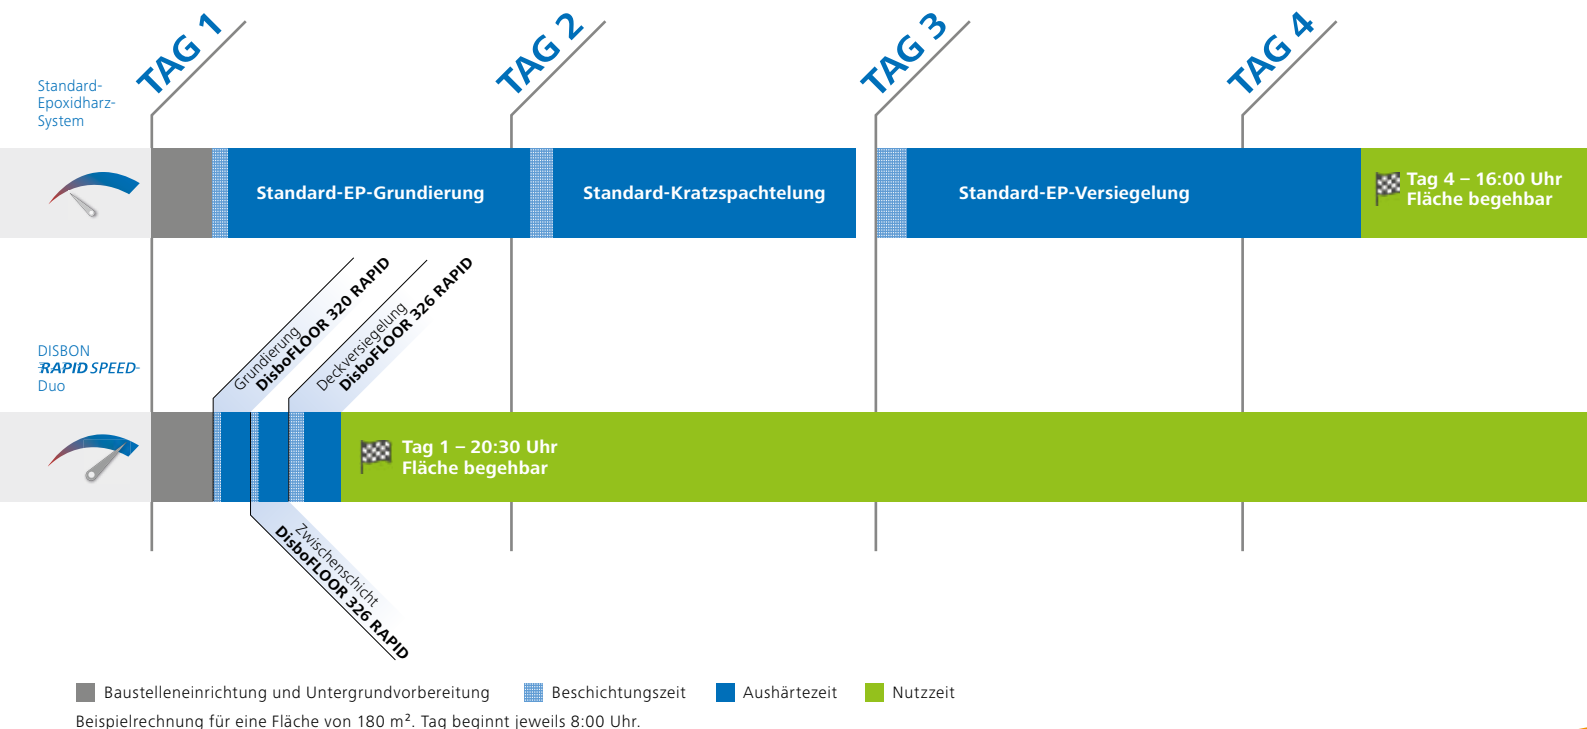 TAG 1
TAG 2
TAG 3
TAG 4
Standard-
Epoxidharz-
System
Standard-EP-Grundierung
Standard-Kratzspachtelung
Standard-EP-Versiegelung
Tag 4 – 16:00 Uhr
Fläche begehbar
Grundierung
DisboFLOOR 320 RAPID
Deckversiegelung
DisboFLOOR 326 RAPID
DISBON
RAPID SPEED-
Duo
Tag 1 – 20:30 Uhr
Fläche begehbar
Zwischenschicht
DisboFLOOR 326 RAPID
Baustelleneinrichtung und Untergrundvorbereitung
Beschichtungszeit
Aushärtezeit
Nutzzeit
Beispielrechnung für eine Fläche von 180 m². Tag beginnt jeweils 8:00 Uhr.